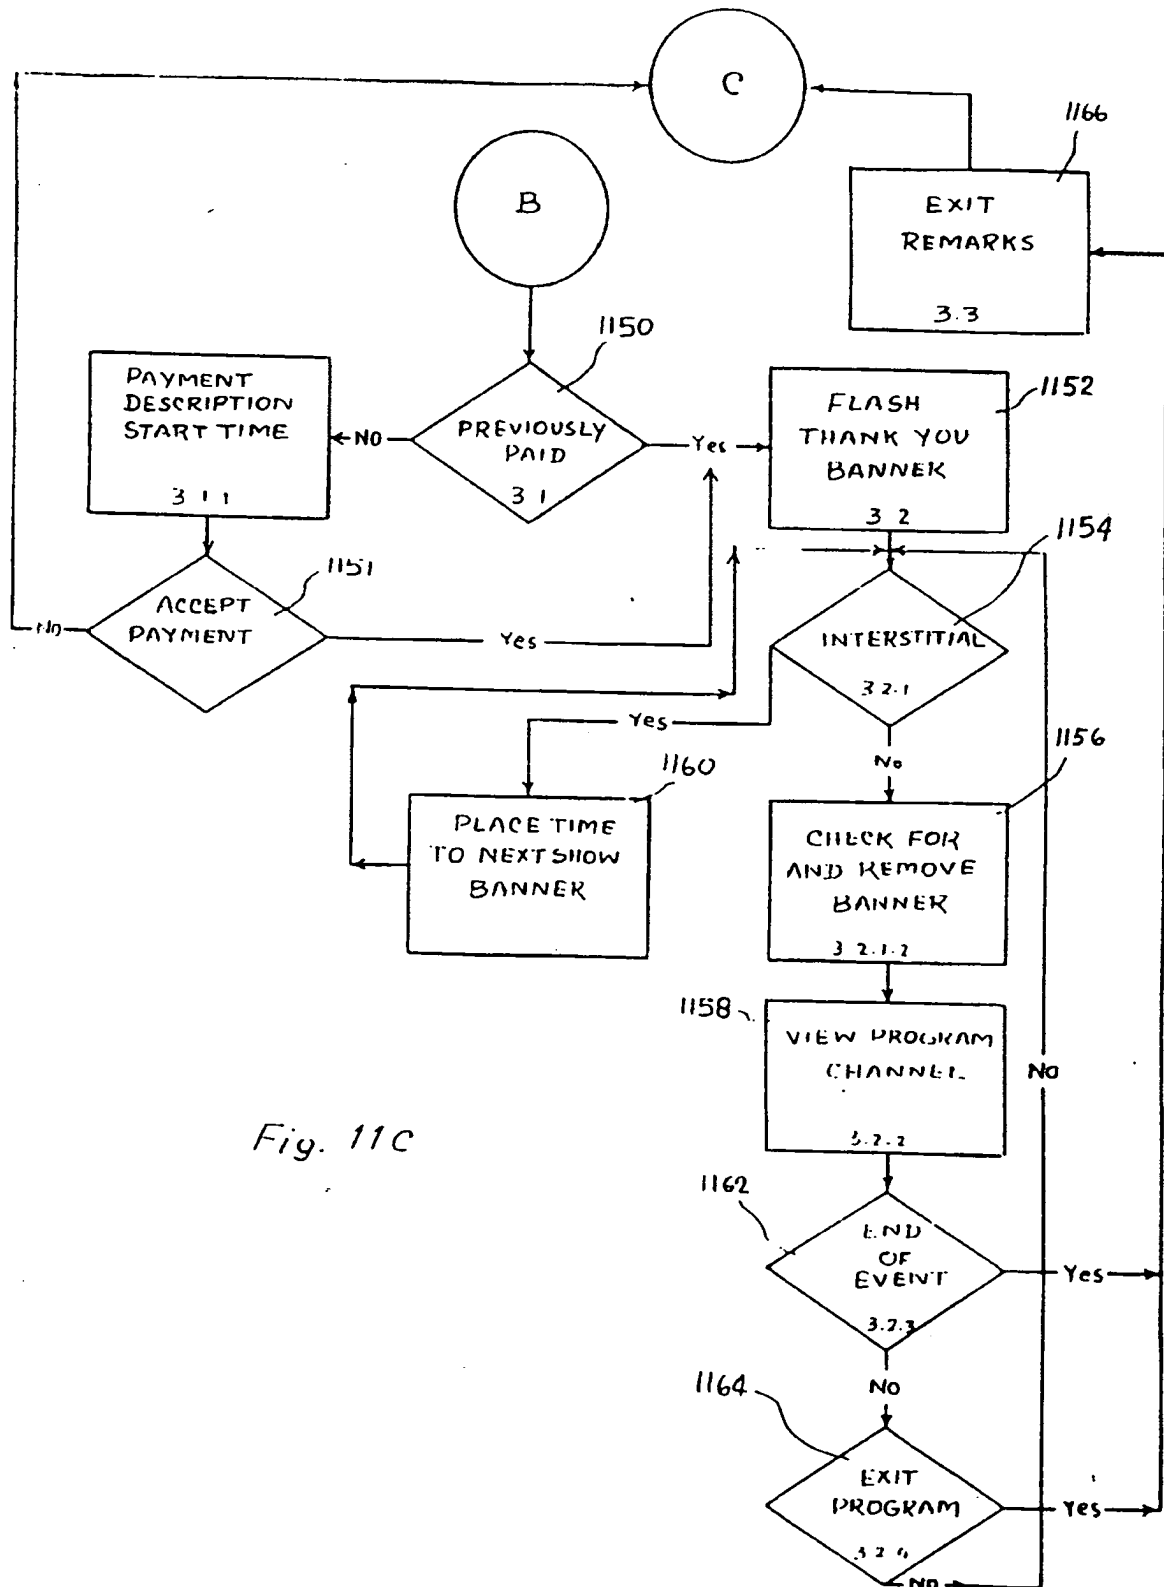 C
1166
EXIT
REMARKS
3.3
B
1150
PREVIOUSLY
PAID
3.1
NO
Yes
PAYMENT
DESCRIPTION
START TIME
3 1 1
1152
FLASH
THANK YOU
BANNER
3 2
1151
ACCEPT
PAYMENT
No
Yes
1154
INTERSTITIAL
3 2.1
Yes
No
1160
PLACE TIME
TO NEXT SHOW
BANNER
1156
CHECK FOR
AND REMOVE
BANNER
3 2.1.2
1158
VIEW PROGRAM
CHANNEL
3.2.2
No
Fig. 11C
1162
END
OF
EVENT
3.2.3
Yes
No
1164
EXIT
PROGRAM
3 2 4
Yes
No